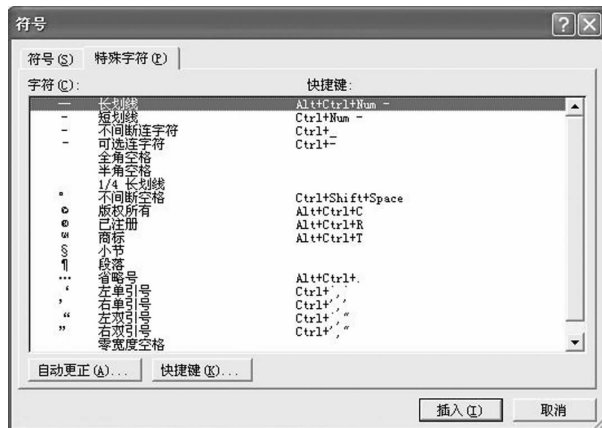 符号
符号(S) 特殊字符(P)
字符(C): 快捷键:
— 长划线 Alt+Ctrl+Num -
– 短划线 Ctrl+Num -
- 不间断连字符 Ctrl+_
- 可选连字符 Ctrl+-
全角空格
半角空格
1/4 长划线
° 不间断空格 Ctrl+Shift+Space
© 版权所有 Alt+Ctrl+C
® 已注册 Alt+Ctrl+R
™ 商标 Alt+Ctrl+T
§ 小节
¶ 段落
… 省略号 Alt+Ctrl+.
‘ 左单引号 Ctrl+`,`
’ 右单引号 Ctrl+','
“ 左双引号 Ctrl+`,"
” 右双引号 Ctrl+',"
零宽度空格
自动更正(A)... 快捷键(K)...
插入(I) 取消